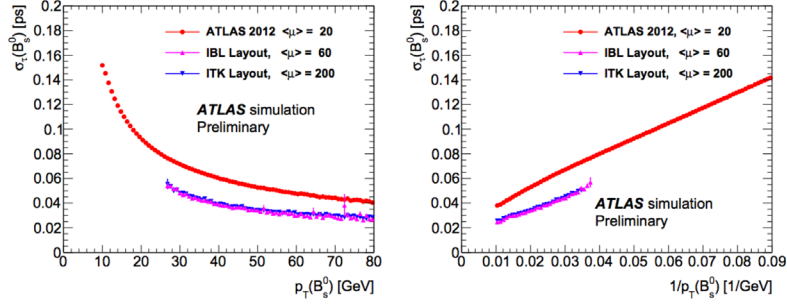 σ_τ(B_s^0) [ps]
0.2
0.18
0.16
0.14
0.12
0.1
0.08
0.06
0.04
0.02
0
ATLAS 2012 <μ> = 20
IBL Layout, <μ> = 60
ITK Layout, <μ> = 200
ATLAS simulation
Preliminary
0 10 20 30 40 50 60 70 80
p_T(B_s^0) [GeV]
σ_τ(B_s^0) [ps]
0.2
0.18
0.16
0.14
0.12
0.1
0.08
0.06
0.04
0.02
0
ATLAS 2012, <μ> = 20
IBL Layout, <μ> = 60
ITK Layout, <μ> = 200
ATLAS simulation
Preliminary
0 0.01 0.02 0.03 0.04 0.05 0.06 0.07 0.08 0.09
1/p_T(B_s^0) [1/GeV]